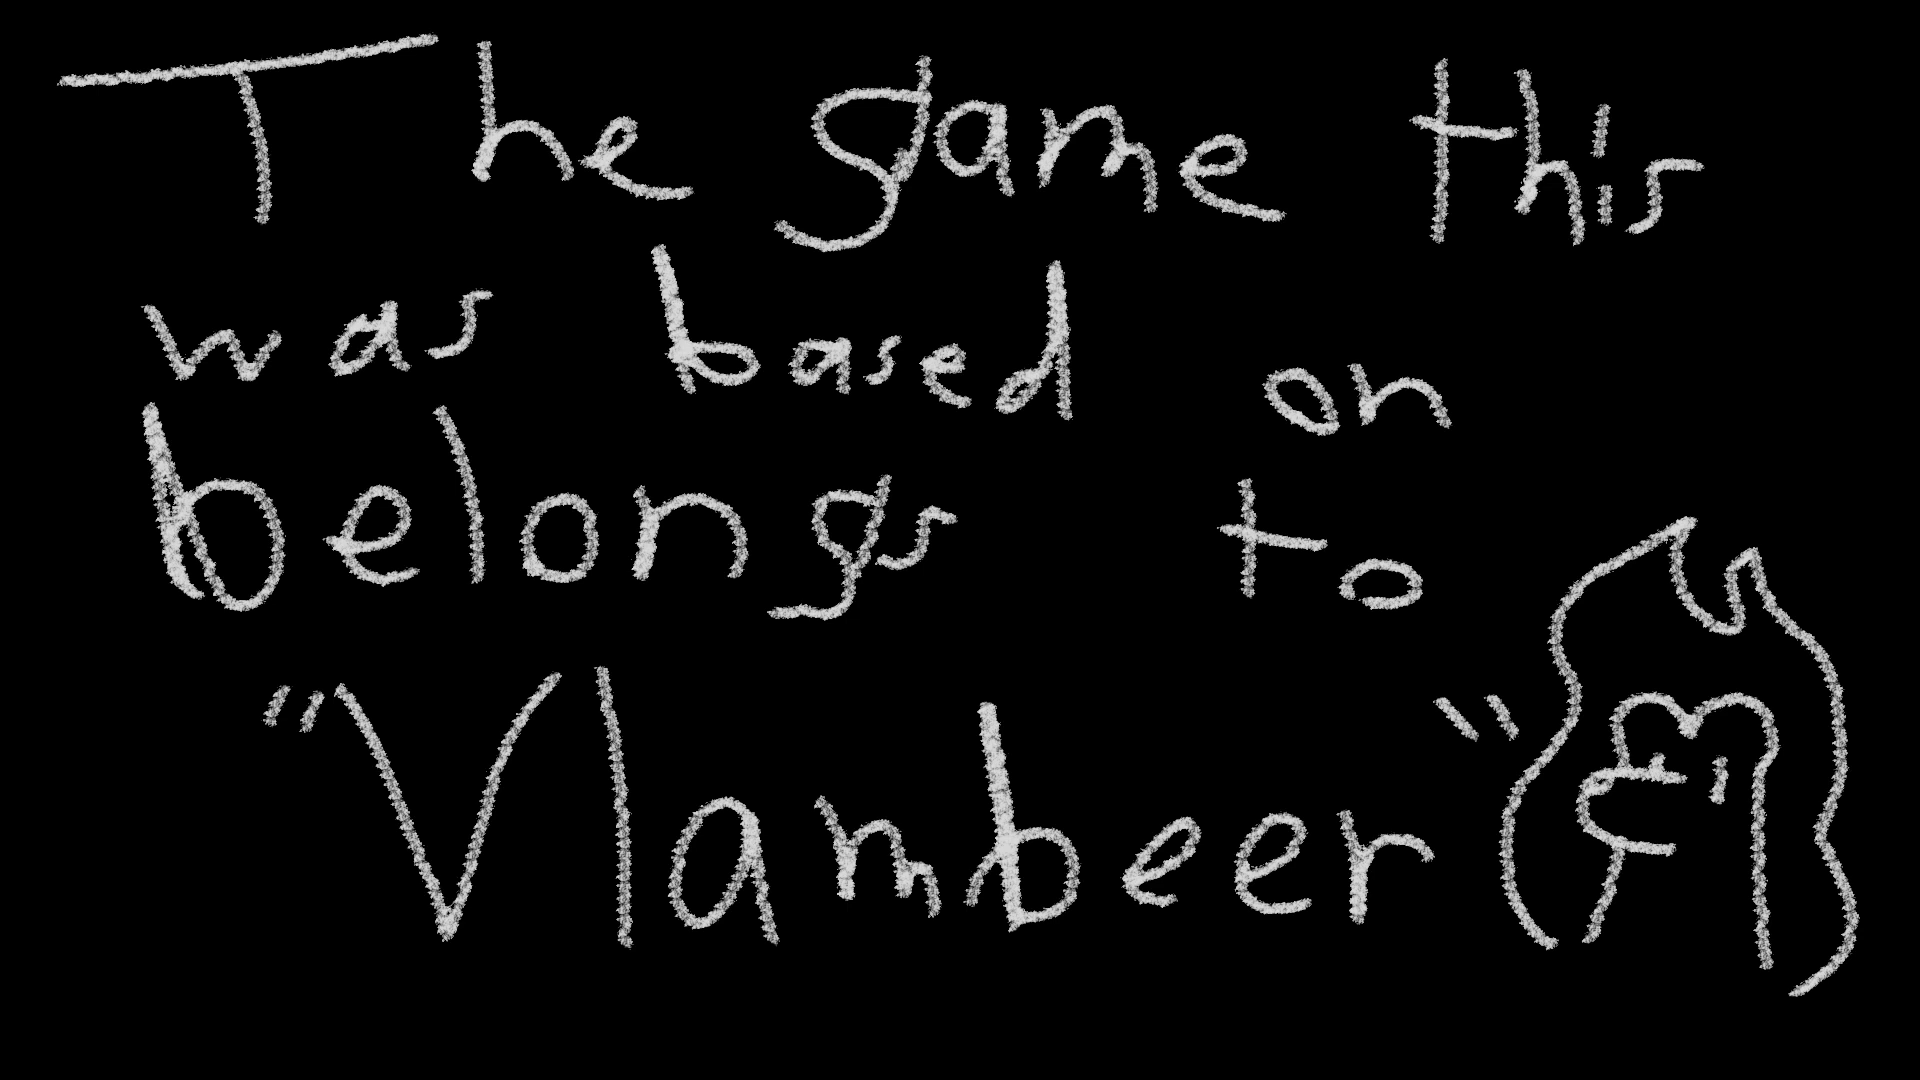 The game this
was based on
belongs to
"Vlambeer"